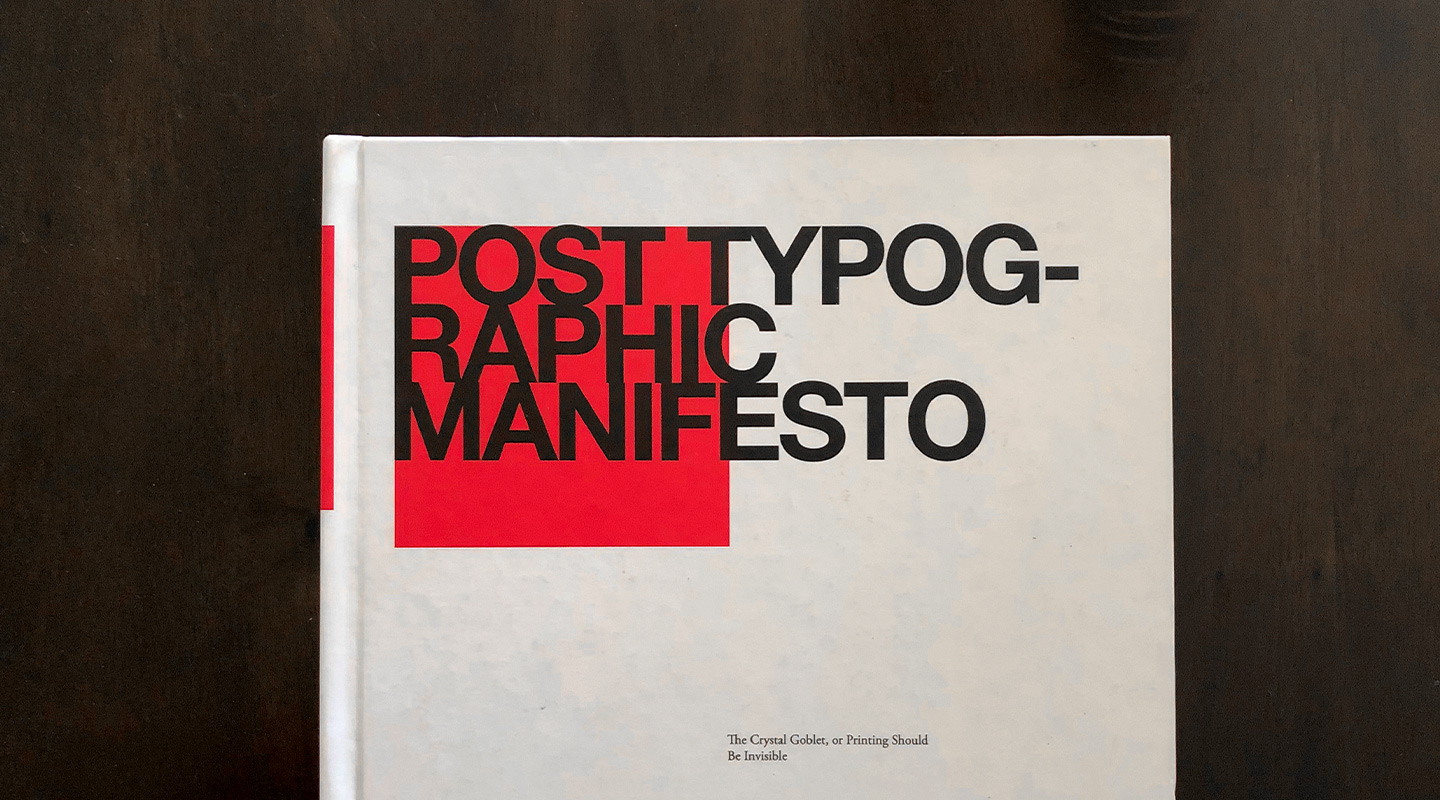 POST TYPOG-
RAPHIC
MANIFESTO
The Crystal Goblet, or Printing Should
Be Invisible